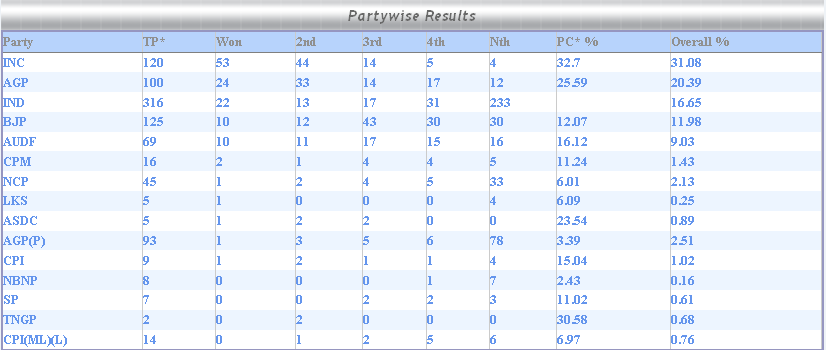 Partywise Results
Party TP* Won 2nd 3rd 4th Nth PC* % Overall %
INC 120 53 44 14 5 4 32.7 31.08
AGP 100 24 33 14 17 12 25.59 20.39
IND 316 22 13 17 31 233 16.65
BJP 125 10 12 43 30 30 12.07 11.98
AUDF 69 10 11 17 15 16 16.12 9.03
CPM 16 2 1 4 4 5 11.24 1.43
NCP 45 1 2 4 5 33 6.01 2.13
LKS 5 1 0 0 0 4 6.09 0.25
ASDC 5 1 2 2 0 0 23.54 0.89
AGP(P) 93 1 3 5 6 78 3.39 2.51
CPI 9 1 2 1 1 4 15.04 1.02
NBNP 8 0 0 0 1 7 2.43 0.16
SP 7 0 0 2 2 3 11.02 0.61
TNGP 2 0 2 0 0 0 30.58 0.68
CPI(ML)(L) 14 0 1 2 5 6 6.97 0.76